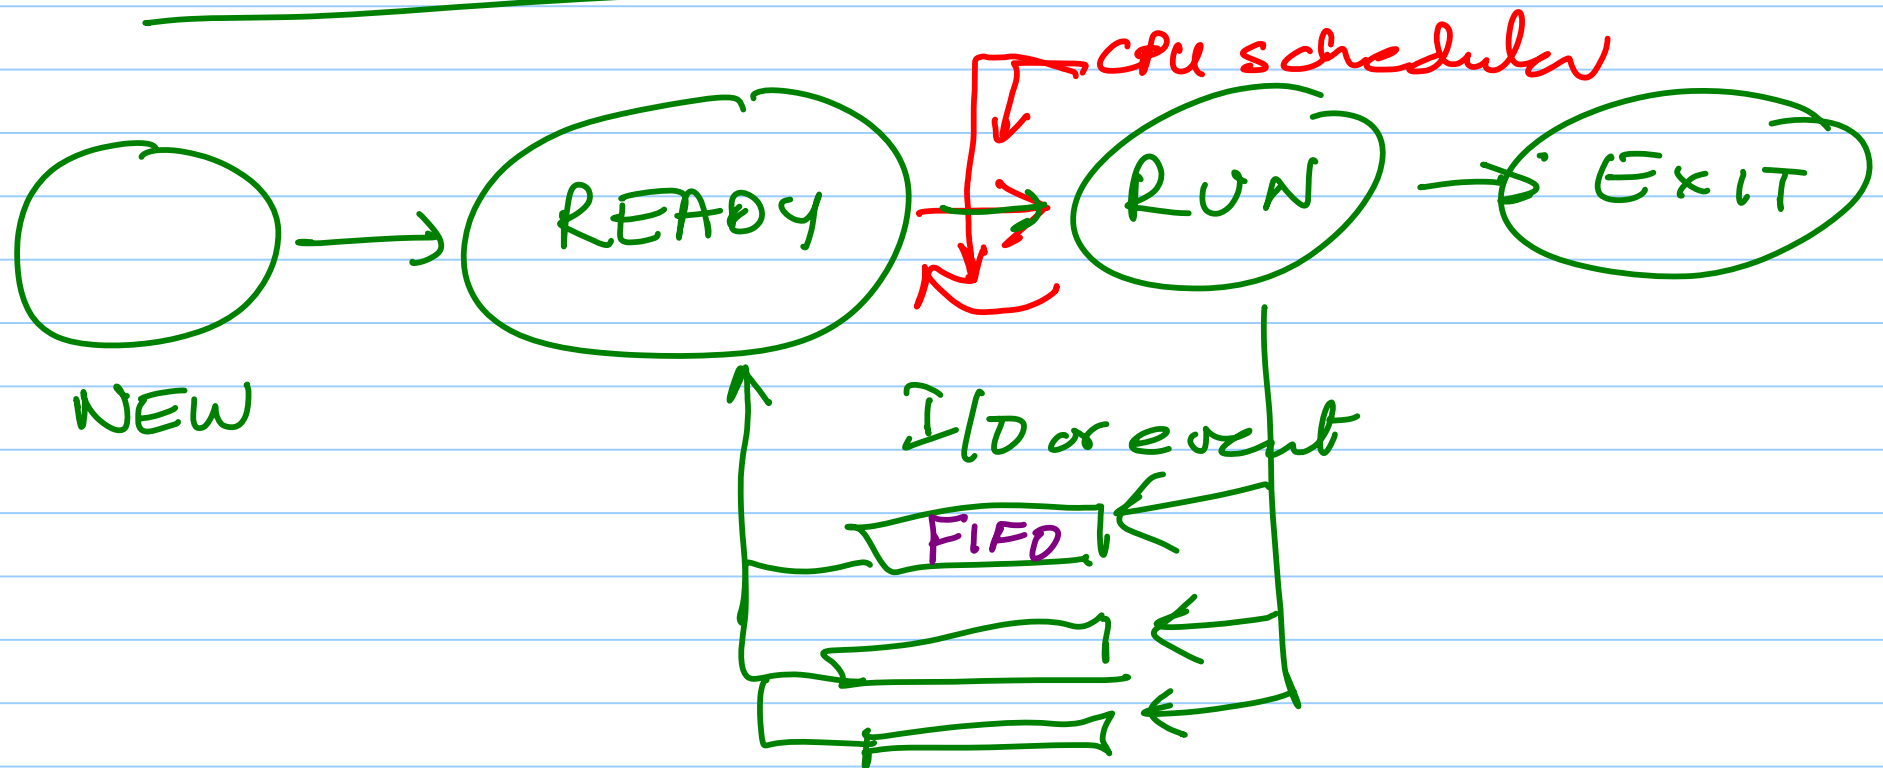 CPU scheduler
READY
RUN
EXIT
NEW
I/O or event
FIFO